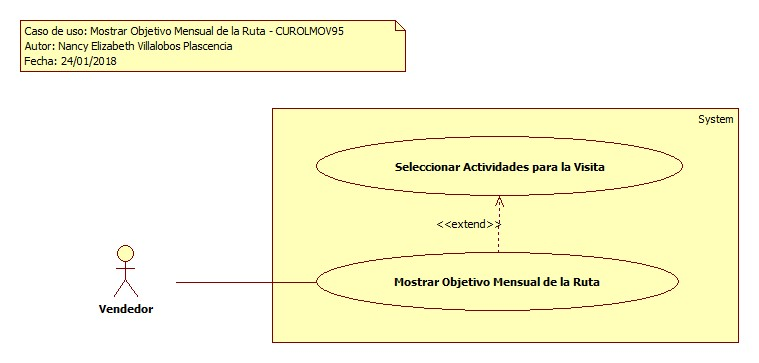 Caso de uso: Mostrar Objetivo Mensual de la Ruta - CUROLMOV95
Autor: Nancy Elizabeth Villalobos Plascencia
Fecha: 24/01/2018
System
Seleccionar Actividades para la Visita
<<extend>>
Mostrar Objetivo Mensual de la Ruta
Vendedor